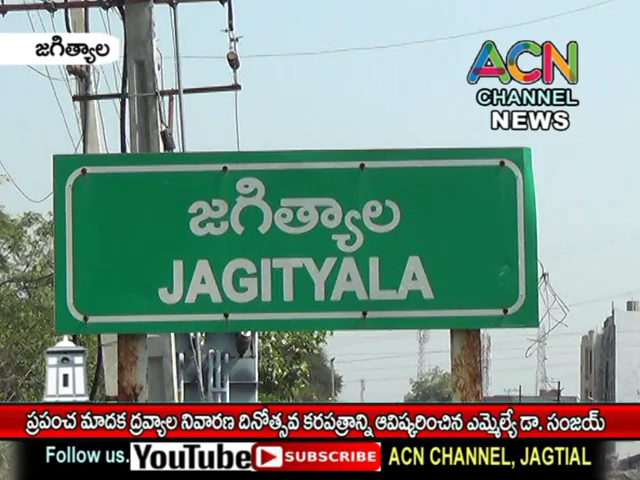 జగిత్యాల
ACN
CHANNEL
NEWS
జగిత్యాల
JAGITYALA
ప్రపంచ మాదక ద్రవ్యాల నివారణ దినోత్సవ కరపత్రాన్ని ఆవిష్కరించిన ఎమ్మెల్యే డా. సంజయ్
Follow us. YouTube SUBSCRIBE ACN CHANNEL, JAGTIAL